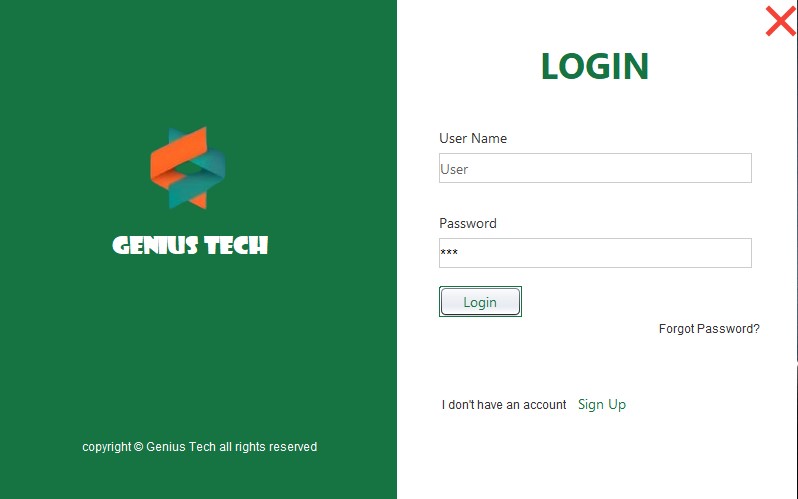 GENIUS TECH
copyright © Genius Tech all rights reserved
LOGIN
User Name
User
Password
***
Login
Forgot Password?
I don't have an account Sign Up